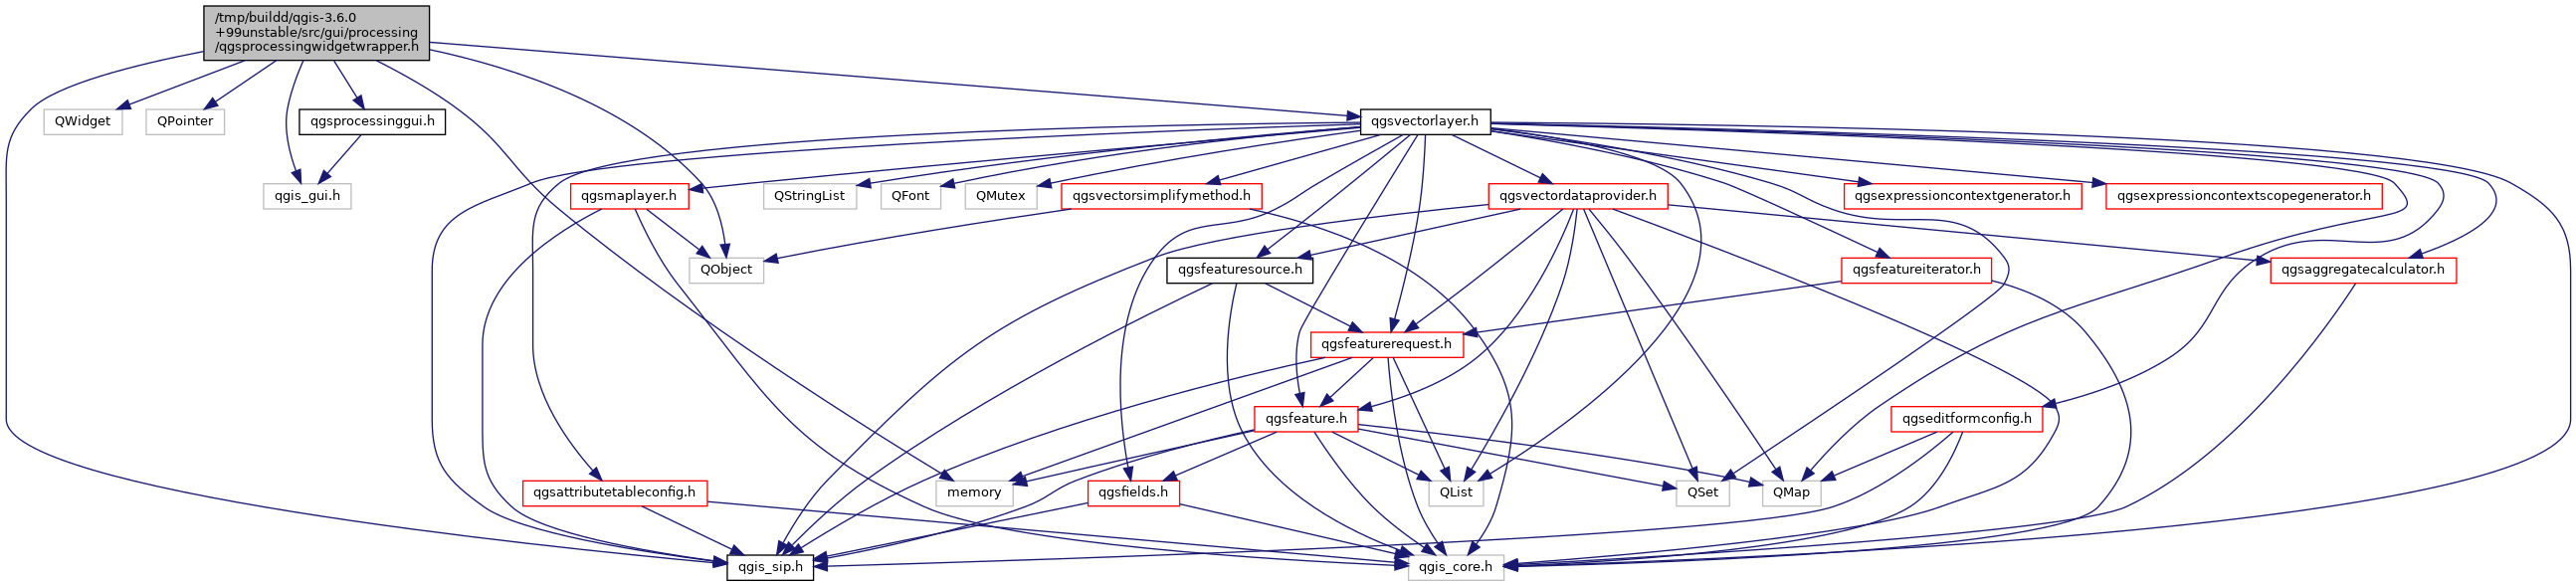 /tmp/buildd/qgis-3.6.0
+99unstable/src/gui/processing
/qgsprocessingwidgetwrapper.h
QWidget
QPointer
qgsprocessinggui.h
qgsvectorlayer.h
qgis_gui.h
qgsmaplayer.h
QStringList
QFont
QMutex
qgsvectorsimplifymethod.h
qgsvectordataprovider.h
qgsexpressioncontextgenerator.h
qgsexpressioncontextscopegenerator.h
QObject
qgsfeaturesource.h
qgsfeatureiterator.h
qgsaggregatecalculator.h
qgsfeaturerequest.h
qgsfeature.h
qgseditformconfig.h
qgsattributetableconfig.h
memory
qgsfields.h
QList
QSet
QMap
qgis_sip.h
qgis_core.h